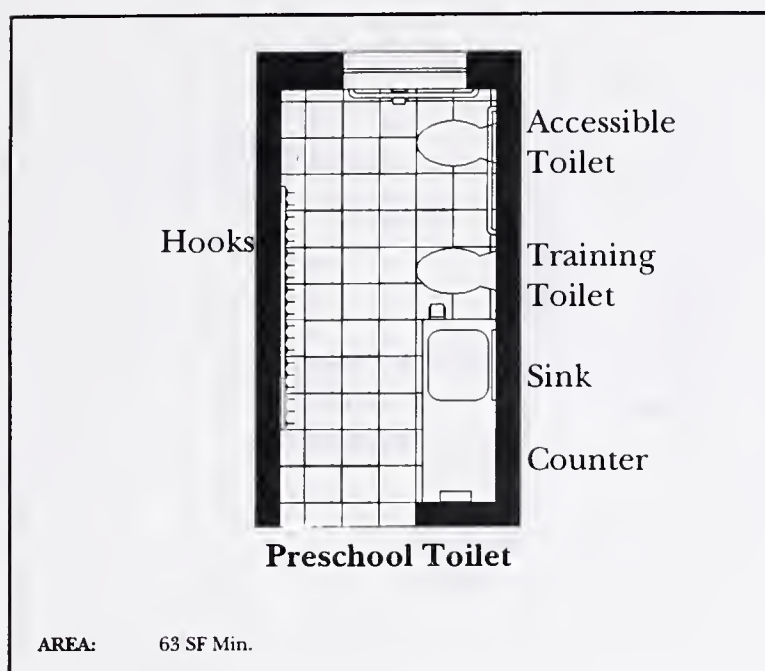 Accessible
Toilet
Hooks
Training
Toilet
Sink
Counter
Preschool Toilet
AREA: 63 SF Min.